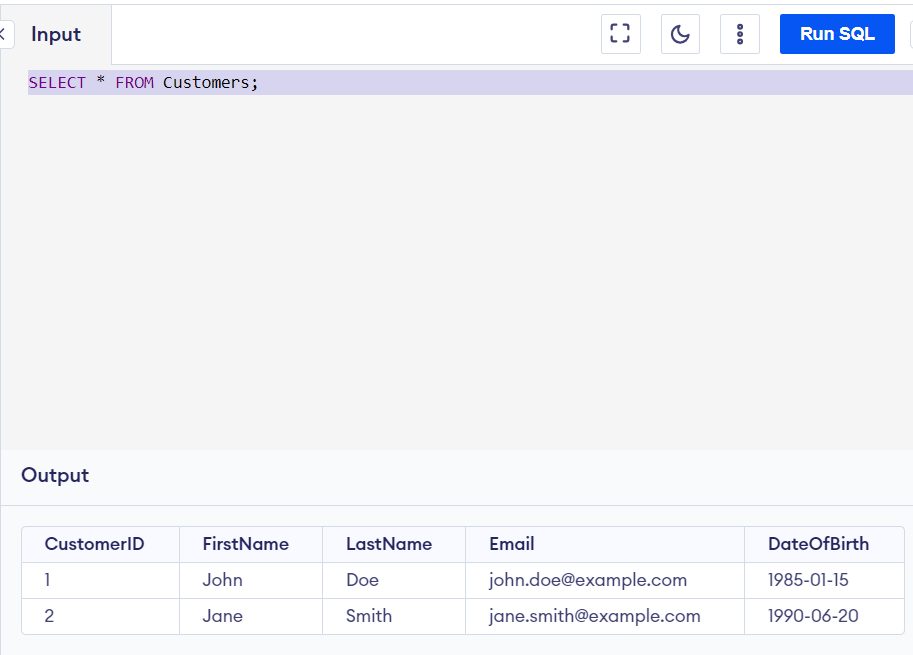 Input
Run SQL
SELECT * FROM Customers;
Output
CustomerID FirstName LastName Email DateOfBirth
1 John Doe john.doe@example.com 1985-01-15
2 Jane Smith jane.smith@example.com 1990-06-20